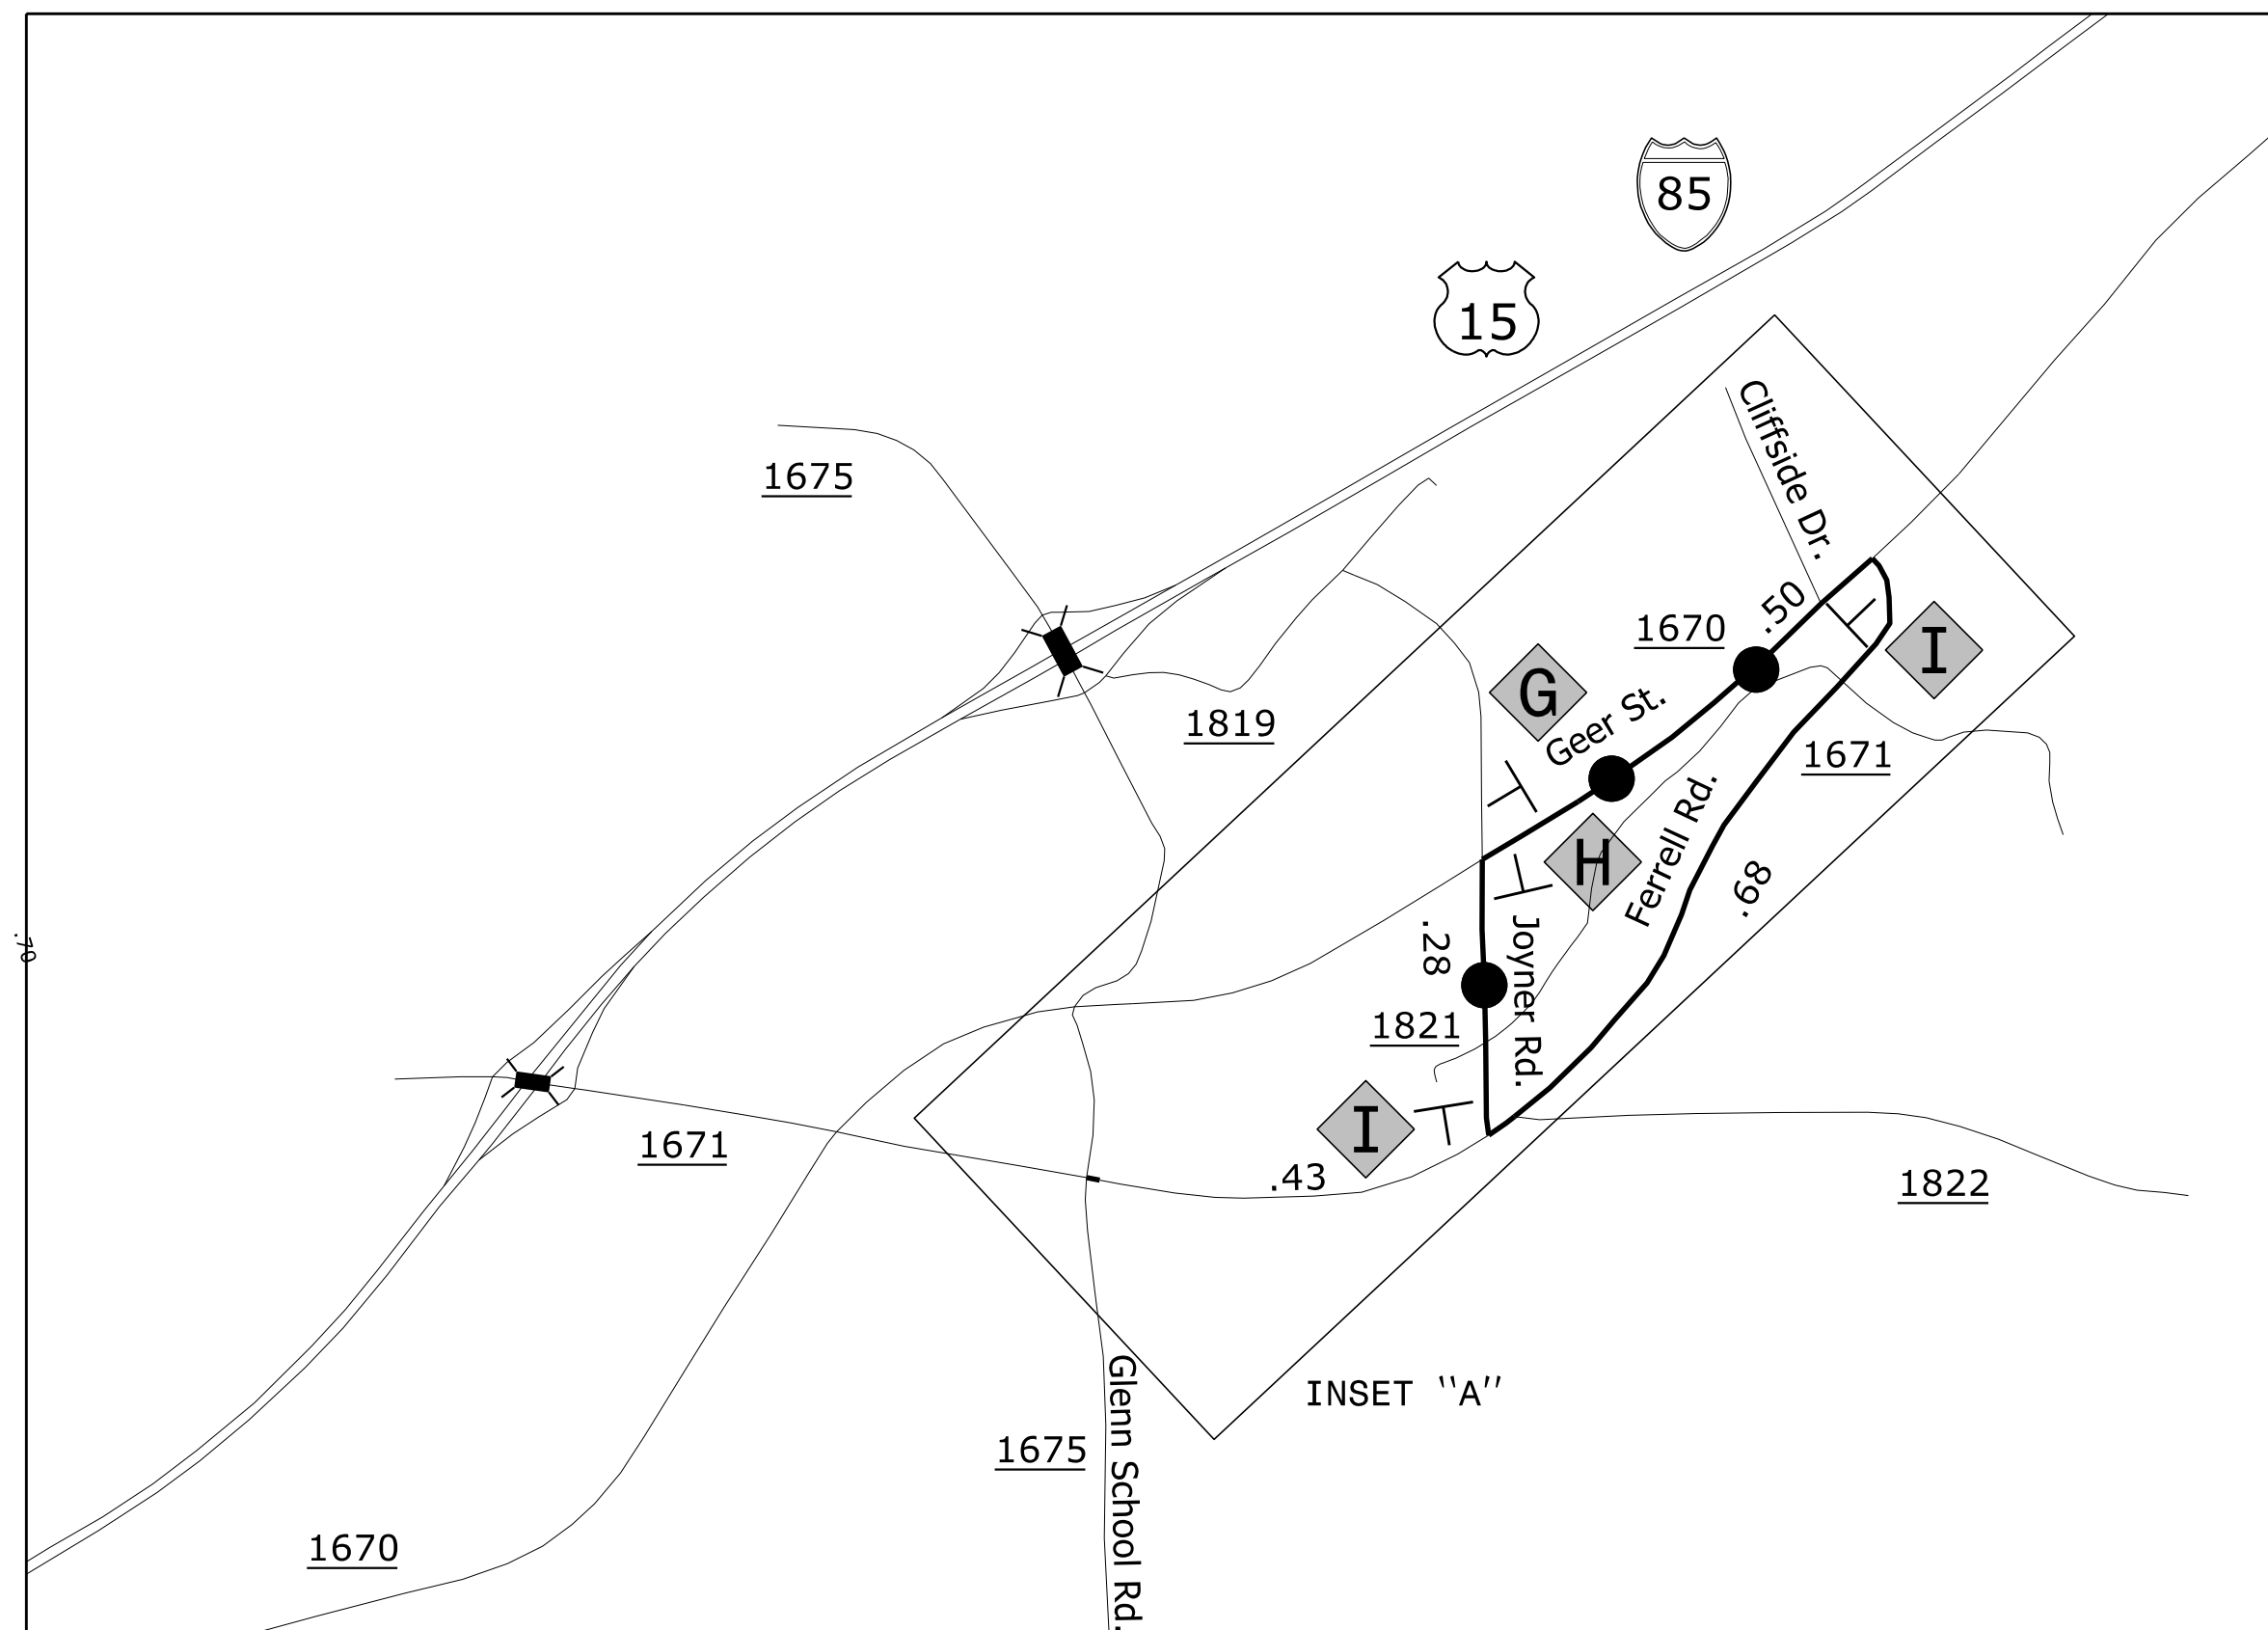 85
15
Cliffside Dr.
1675
.50
1670
I
G
Geer St.
1819
1671
H
Ferrell Rd.
.68
.70
.28
Joyner Rd.
1821
I
1671
.43
1822
INSET "A"
Glenn School Rd.
1675
1670